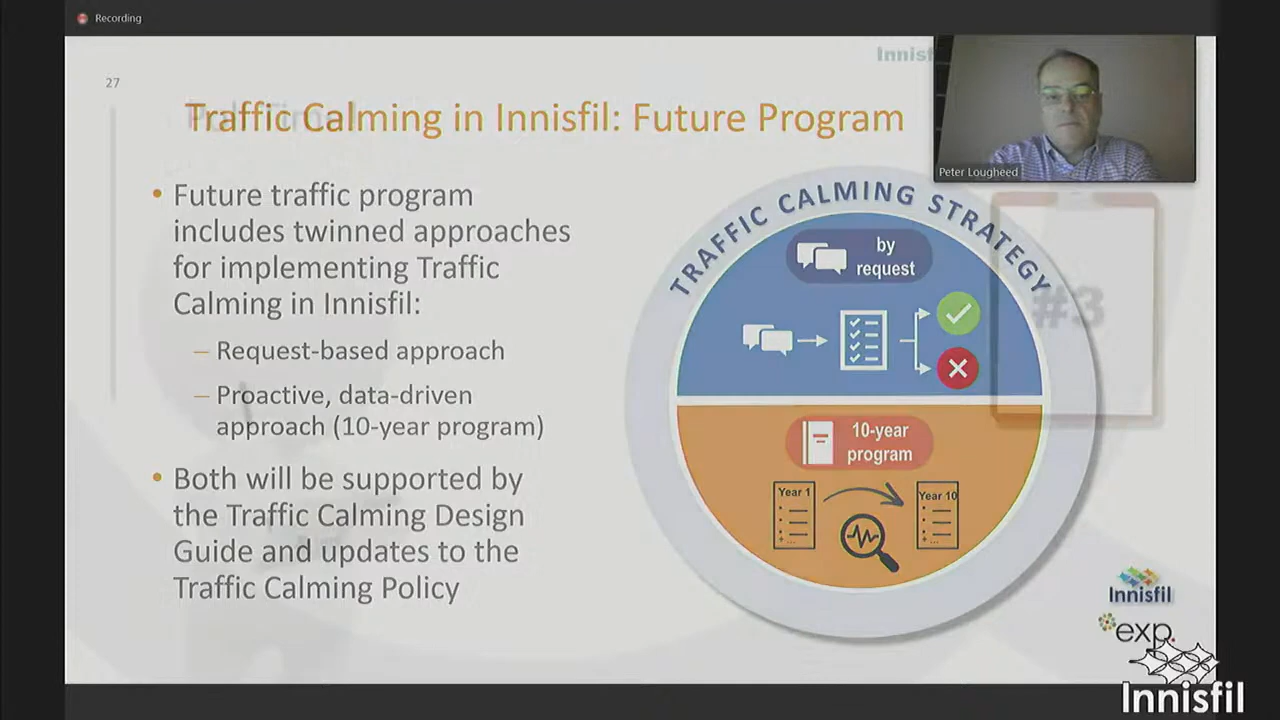 Recording
Innisf
27
Traffic Calming in Innisfil: Future Program
Peter Lougheed
• Future traffic program
includes twinned approaches
for implementing Traffic
Calming in Innisfil:
– Request-based approach
– Proactive, data-driven
approach (10-year program)
• Both will be supported by
the Traffic Calming Design
Guide and updates to the
Traffic Calming Policy
TRAFFIC CALMING STRATEGY
by
request
#3
10-year
program
Year 1
Year 10
Innisfil
exp.
Innisfil